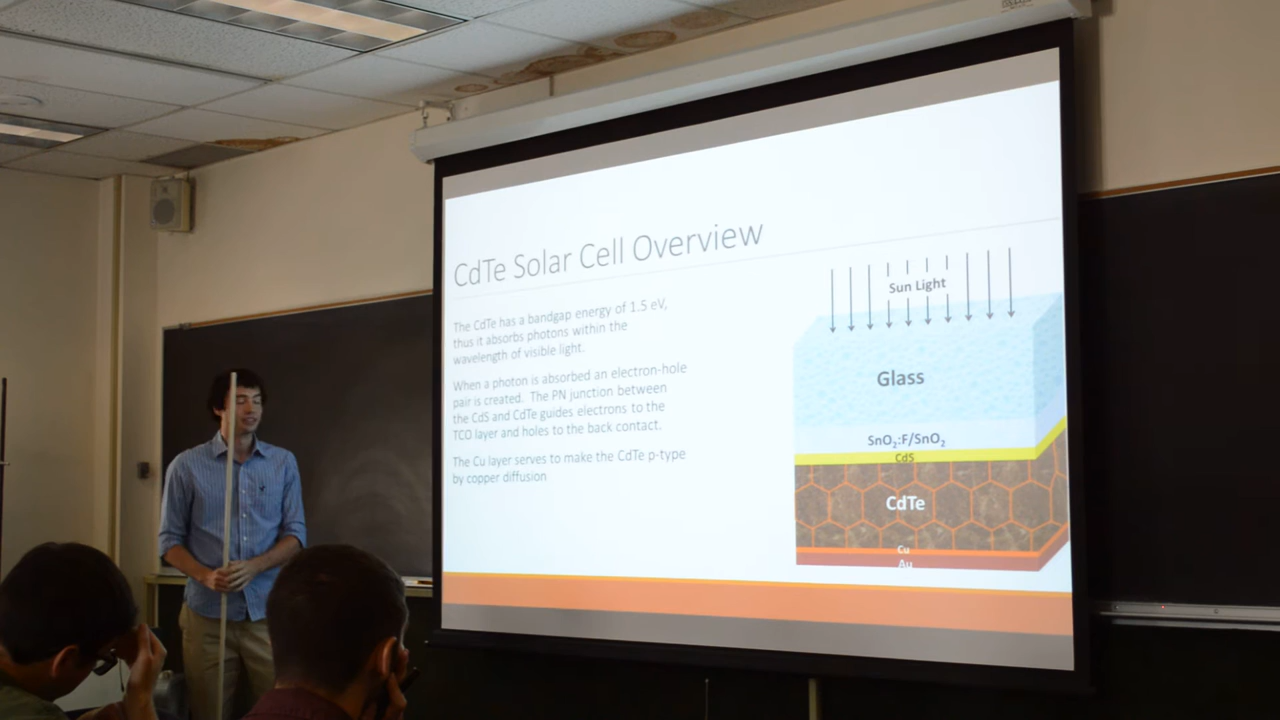 CdTe Solar Cell Overview
The CdTe has a bandgap energy of 1.5 eV,
thus it absorbs photons within the
wavelength of visible light.
When a photon is absorbed an electron-hole
pair is created. The PN junction between
the CdS and CdTe guides electrons to the
TCO layer and holes to the back contact.
The Cu layer serves to make the CdTe p-type
by copper diffusion
Sun Light
Glass
SnO₂:F/SnO₂
CdS
CdTe
Cu
Au